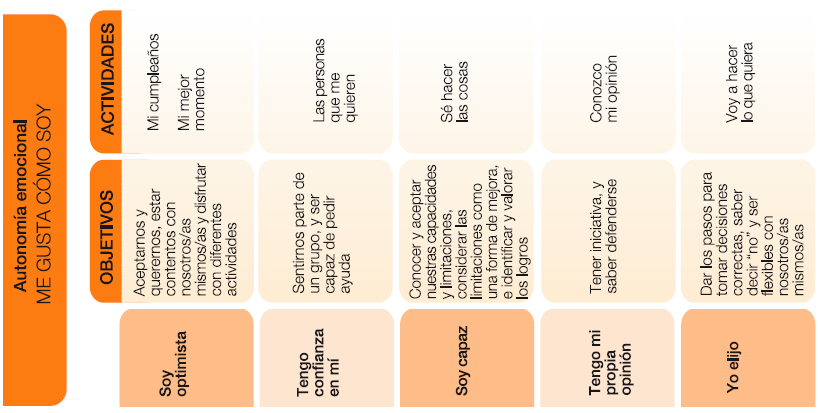 Autonomía emocional
ME GUSTA CÓMO SOY
OBJETIVOS
ACTIVIDADES
Soy
optimista
Aceptarnos y
querernos, estar
contentos con
nosotros/as
mismos/as y disfrutar
con diferentes
actividades
Mi cumpleaños
Mi mejor
momento
Tengo
confianza
en mí
Sentirnos parte de
un grupo, y ser
capaz de pedir
ayuda
Las personas
que me
quieren
Soy capaz
Conocer y aceptar
nuestras capacidades
y limitaciones,
considerar las
limitaciones como
una forma de mejora,
e identificar y valorar
los logros
Sé hacer
las cosas
Tengo mi
propia
opinión
Tener iniciativa, y
saber defenderse
Conozco
mi opinión
Yo elijo
Dar los pasos para
tomar decisiones
correctas, saber
decir “no” y ser
flexibles con
nosotros/as
mismos/as
Voy a hacer
lo que quiera